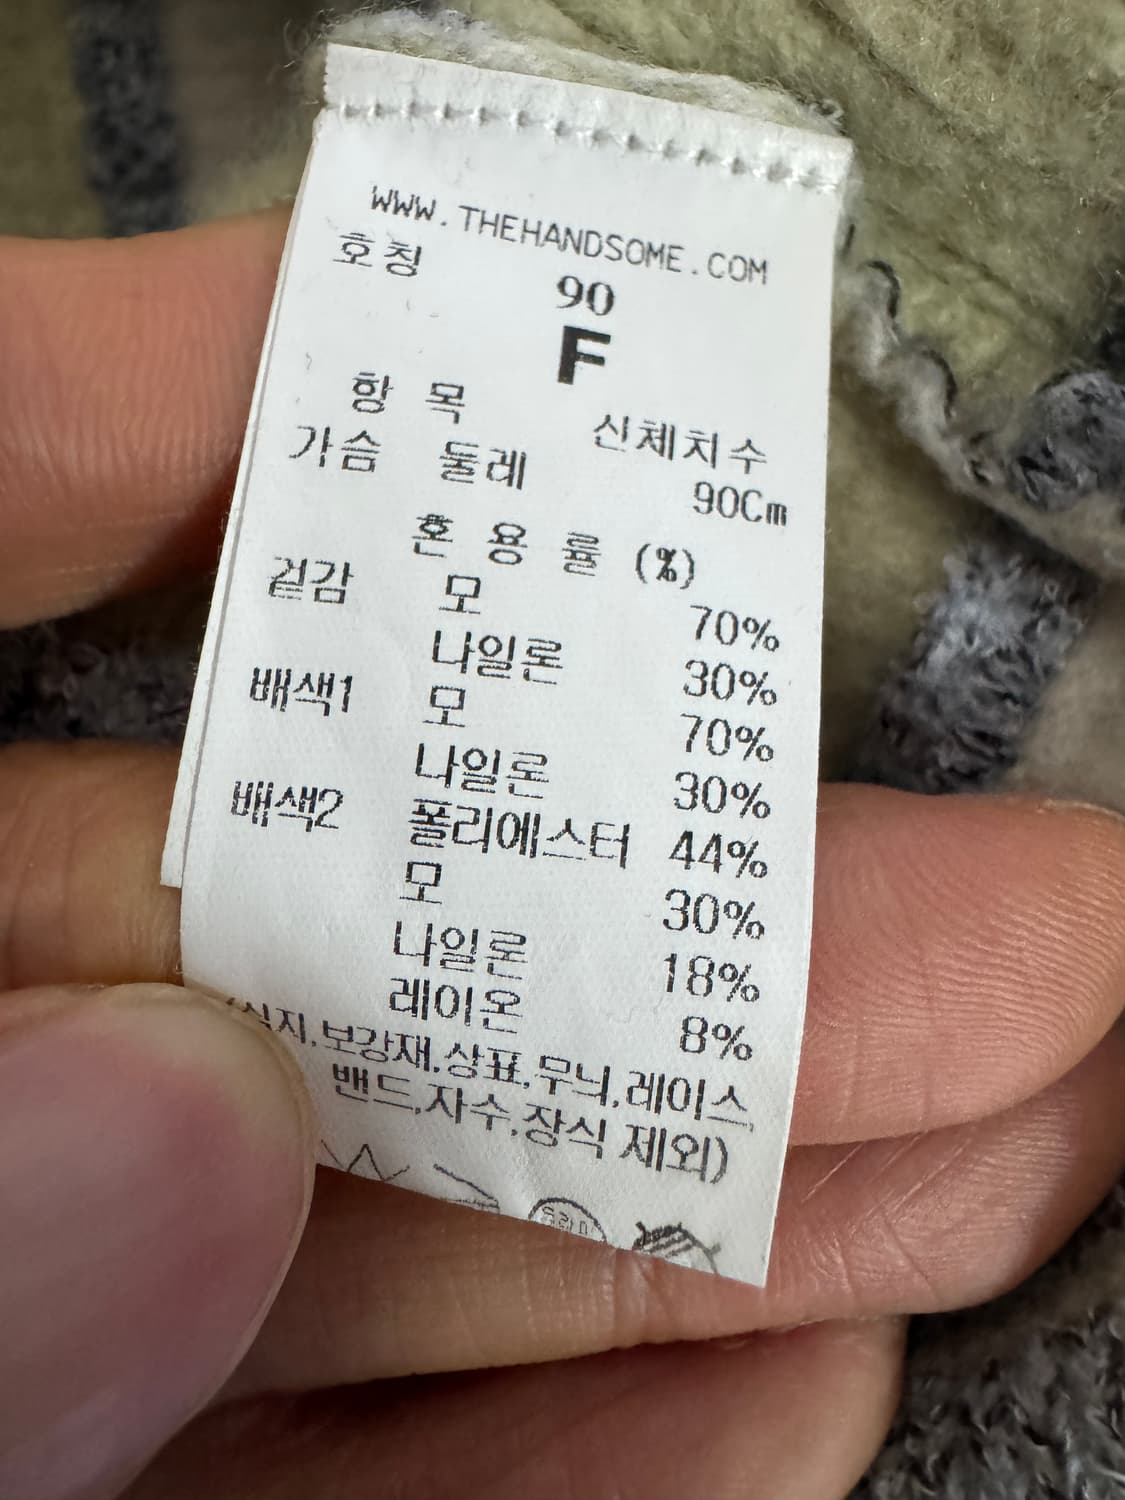 WWW.THEHANDSOME.COM
호칭 90
F
항 목 신체치수
가슴 둘레 90Cm
혼 용 률 (%)
겉감 모 70%
나일론 30%
배색1 모 70%
나일론 30%
배색2 폴리에스터 44%
모 30%
나일론 18%
레이온 8%
보강재,상표,무늬,레이스,
밴드,자수,장식 제외)